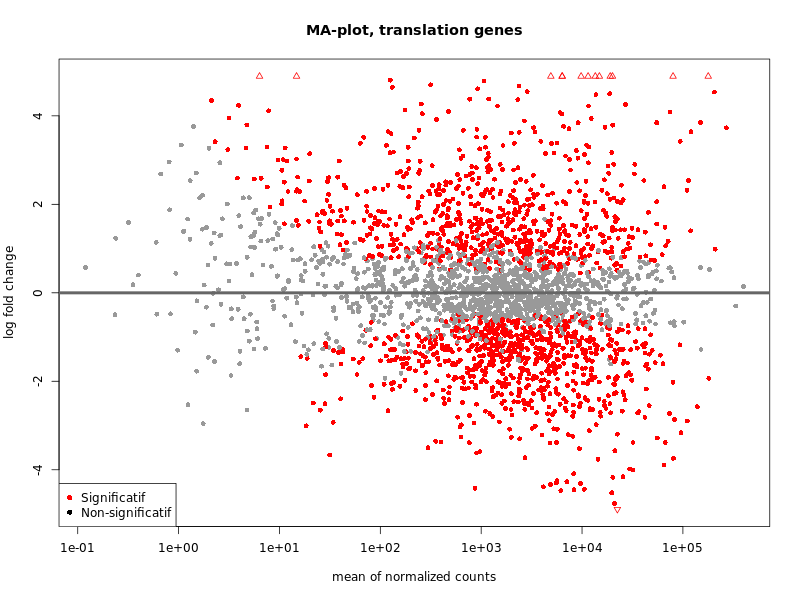 MA-plot, translation genes
log fold change
4
2
0
-2
-4
Significatif
Non-significatif
1e-01 1e+00 1e+01 1e+02 1e+03 1e+04 1e+05
mean of normalized counts